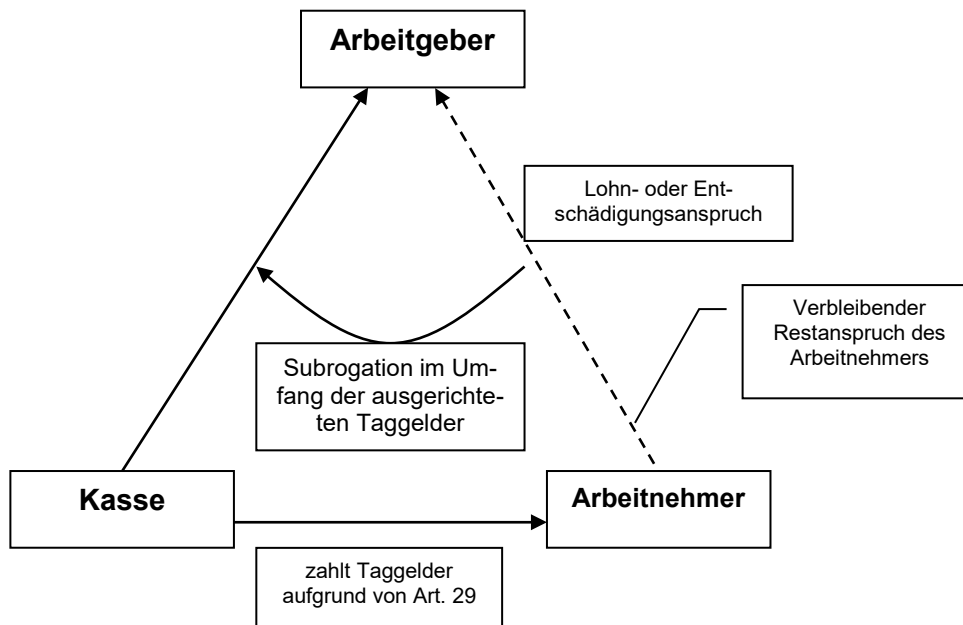 Arbeitgeber
Lohn- oder Ent-
schädigungsanspruch
Verbleibender
Restanspruch des
Arbeitnehmers
Subrogation im Um-
fang der ausgerichte-
ten Taggelder
Kasse
Arbeitnehmer
zahlt Taggelder
aufgrund von Art. 29